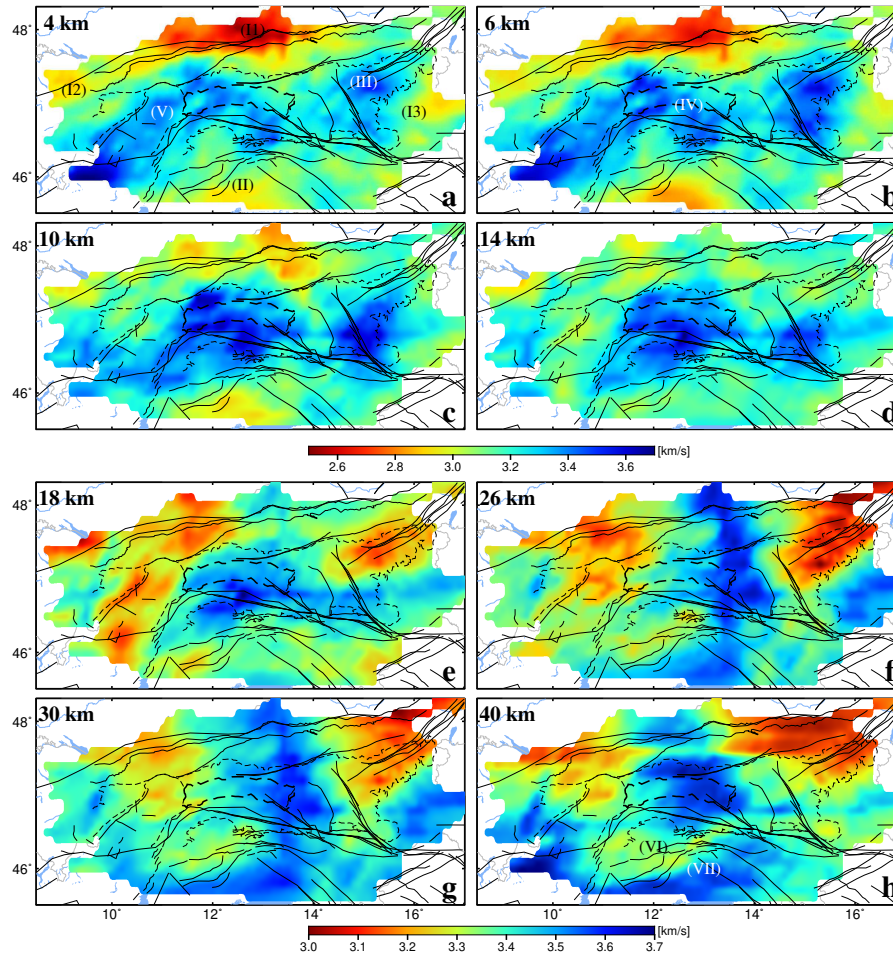 4 km
6 km
48°
46°
(I1)
(I2)
(III)
(V)
(I3)
(II)
(IV)
a
b
10 km
14 km
48°
46°
c
d
2.6 2.8 3.0 3.2 3.4 3.6 [km/s]
18 km
26 km
48°
46°
e
f
30 km
40 km
48°
46°
(VI)
(VII)
g
h
10° 12° 14° 16° 10° 12° 14° 16°
3.0 3.1 3.2 3.3 3.4 3.5 3.6 3.7 [km/s]